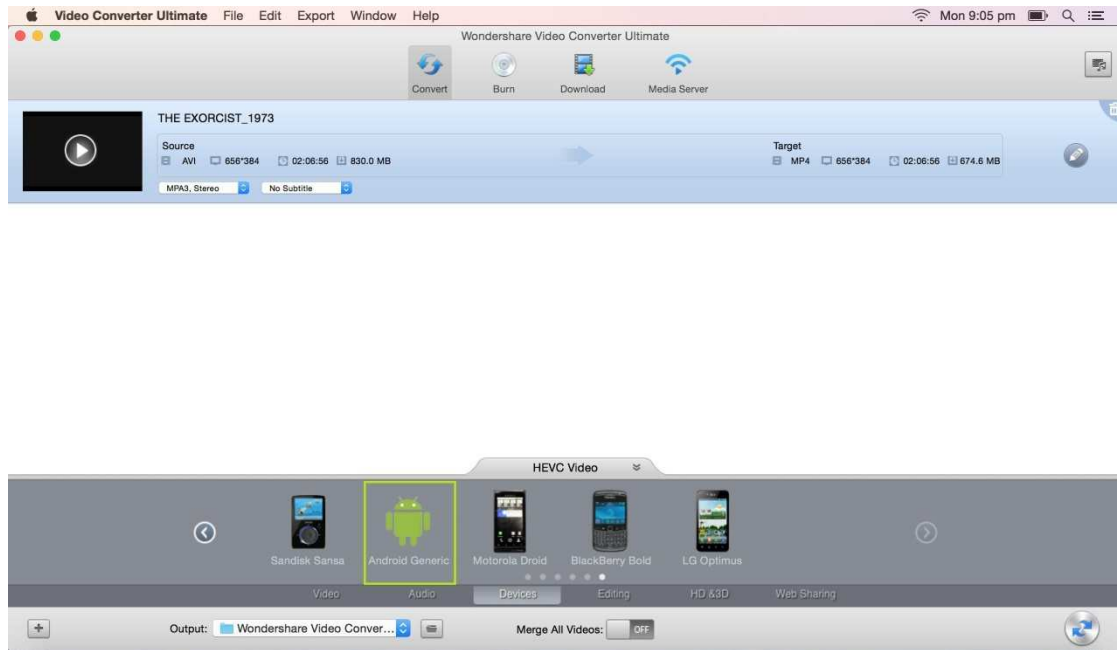 Video Converter Ultimate File Edit Export Window Help Mon 9:05 pm
Wondershare Video Converter Ultimate
Convert Burn Download Media Server
THE EXORCIST_1973
Source Target
AVI 656*384 02:06:56 830.0 MB MP4 656*384 02:06:56 674.6 MB
MPA3, Stereo No Subtitle
HEVC Video
Sandisk Sansa Android Generic Motorola Droid BlackBerry Bold LG Optimus
Video Audio Devices Editing HD &3D Web Sharing
Output: Wondershare Video Conver... Merge All Videos: OFF